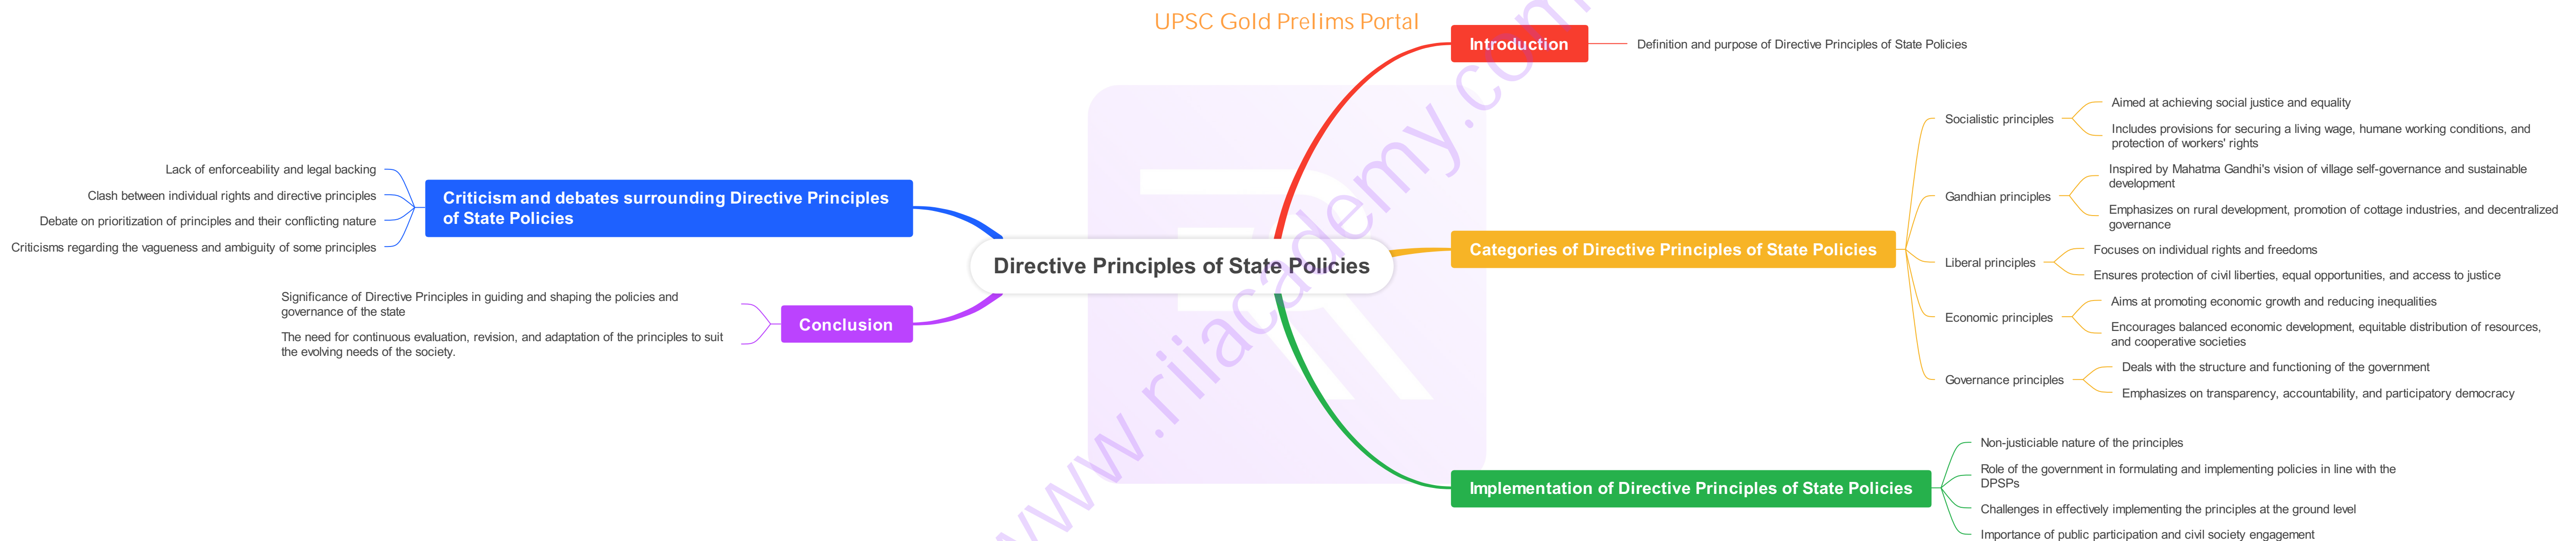 UPSC Gold Prelims Portal
Directive Principles of State Policies
Introduction
Definition and purpose of Directive Principles of State Policies
Categories of Directive Principles of State Policies
Socialistic principles
Aimed at achieving social justice and equality
Includes provisions for securing a living wage, humane working conditions, and
protection of workers' rights
Gandhian principles
Inspired by Mahatma Gandhi's vision of village self-governance and sustainable
development
Emphasizes on rural development, promotion of cottage industries, and decentralized
governance
Liberal principles
Focuses on individual rights and freedoms
Ensures protection of civil liberties, equal opportunities, and access to justice
Economic principles
Aims at promoting economic growth and reducing inequalities
Encourages balanced economic development, equitable distribution of resources,
and cooperative societies
Governance principles
Deals with the structure and functioning of the government
Emphasizes on transparency, accountability, and participatory democracy
Implementation of Directive Principles of State Policies
Non-justiciable nature of the principles
Role of the government in formulating and implementing policies in line with the
DPSPs
Challenges in effectively implementing the principles at the ground level
Importance of public participation and civil society engagement
Criticism and debates surrounding Directive Principles
of State Policies
Lack of enforceability and legal backing
Clash between individual rights and directive principles
Debate on prioritization of principles and their conflicting nature
Criticisms regarding the vagueness and ambiguity of some principles
Conclusion
Significance of Directive Principles in guiding and shaping the policies and
governance of the state
The need for continuous evaluation, revision, and adaptation of the principles to suit
the evolving needs of the society.